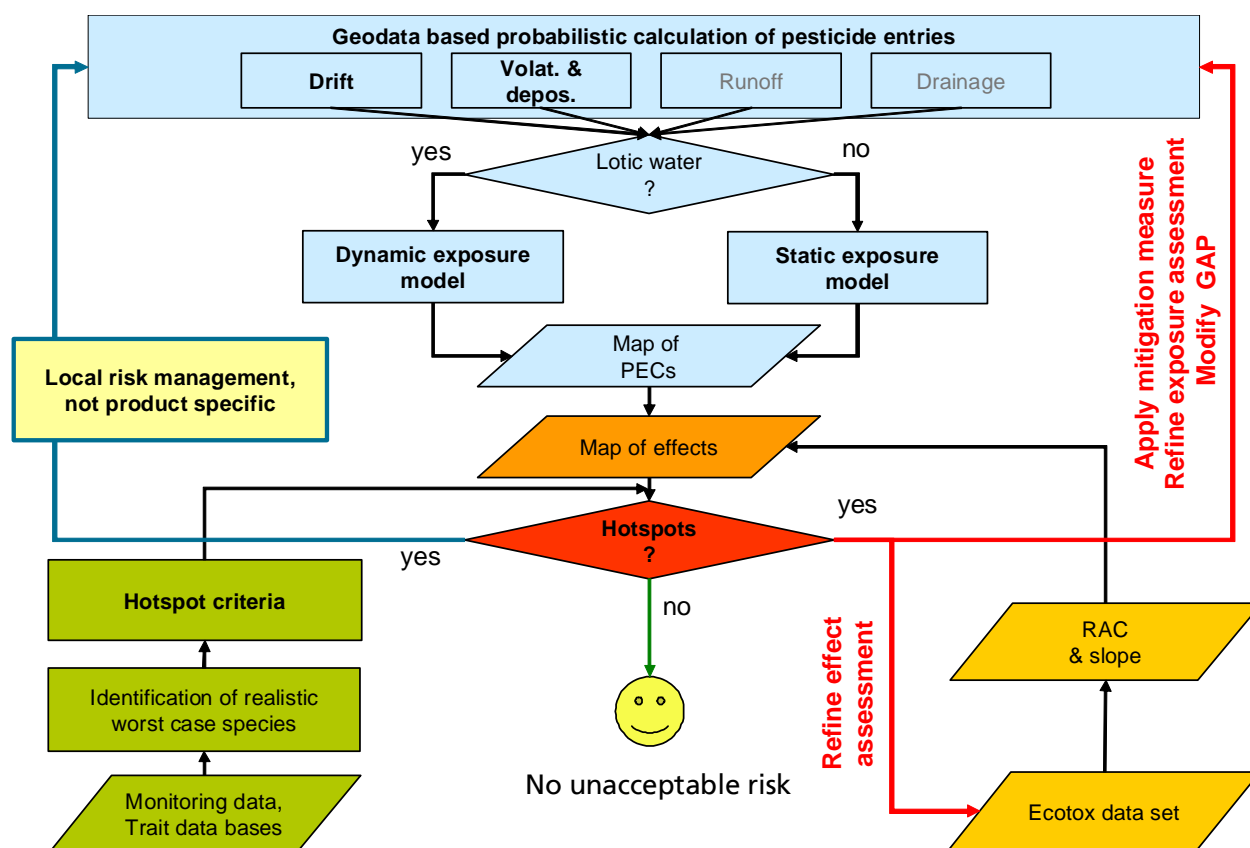 Geodata based probabilistic calculation of pesticide entries
Drift
Volat. &
depos.
Runoff
Drainage
yes
Lotic water
?
no
Dynamic exposure
model
Static exposure
model
Map of
PECs
Local risk management,
not product specific
Apply mitigation measure
Refine exposure assessment
Modify GAP
Map of effects
yes
Hotspots
?
yes
no
Hotspot criteria
Identification of realistic
worst case species
Monitoring data,
Trait data bases
No unacceptable risk
Refine effect
assessment
RAC
& slope
Ecotox data set